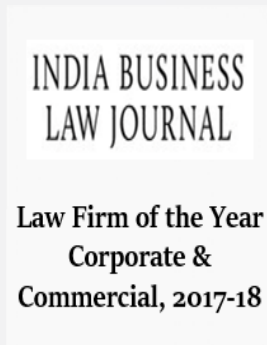 INDIA BUSINESS
LAW JOURNAL
Law Firm of the Year
Corporate &
Commercial, 2017-18